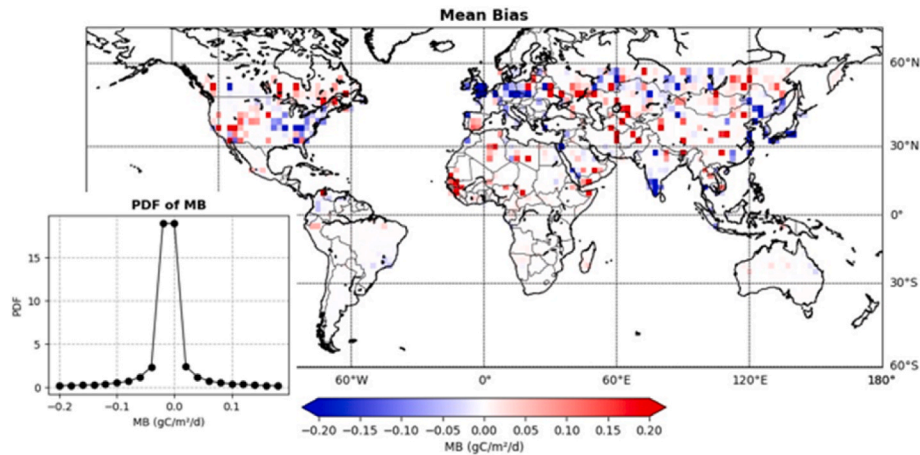 Mean Bias
60°N
30°N
0°
30°S
60°S
60°W
0°
60°E
120°E
180°
PDF of MB
PDF
15
10
5
0
−0.2
−0.1
0.0
0.1
MB (gC/m²/d)
−0.20
−0.15
−0.10
−0.05
0.00
0.05
0.10
0.15
0.20
MB (gC/m²/d)